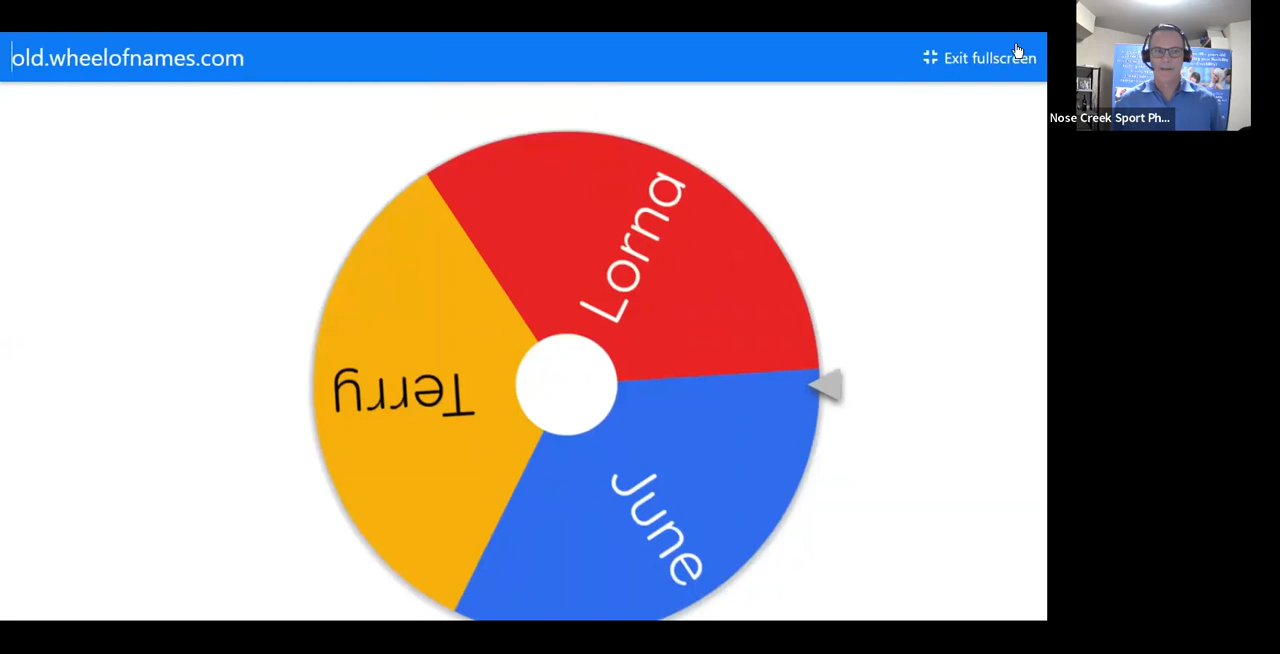 old.wheelofnames.com
Exit fullscreen
Nose Creek Sport Ph...
Lorna
Terry
June